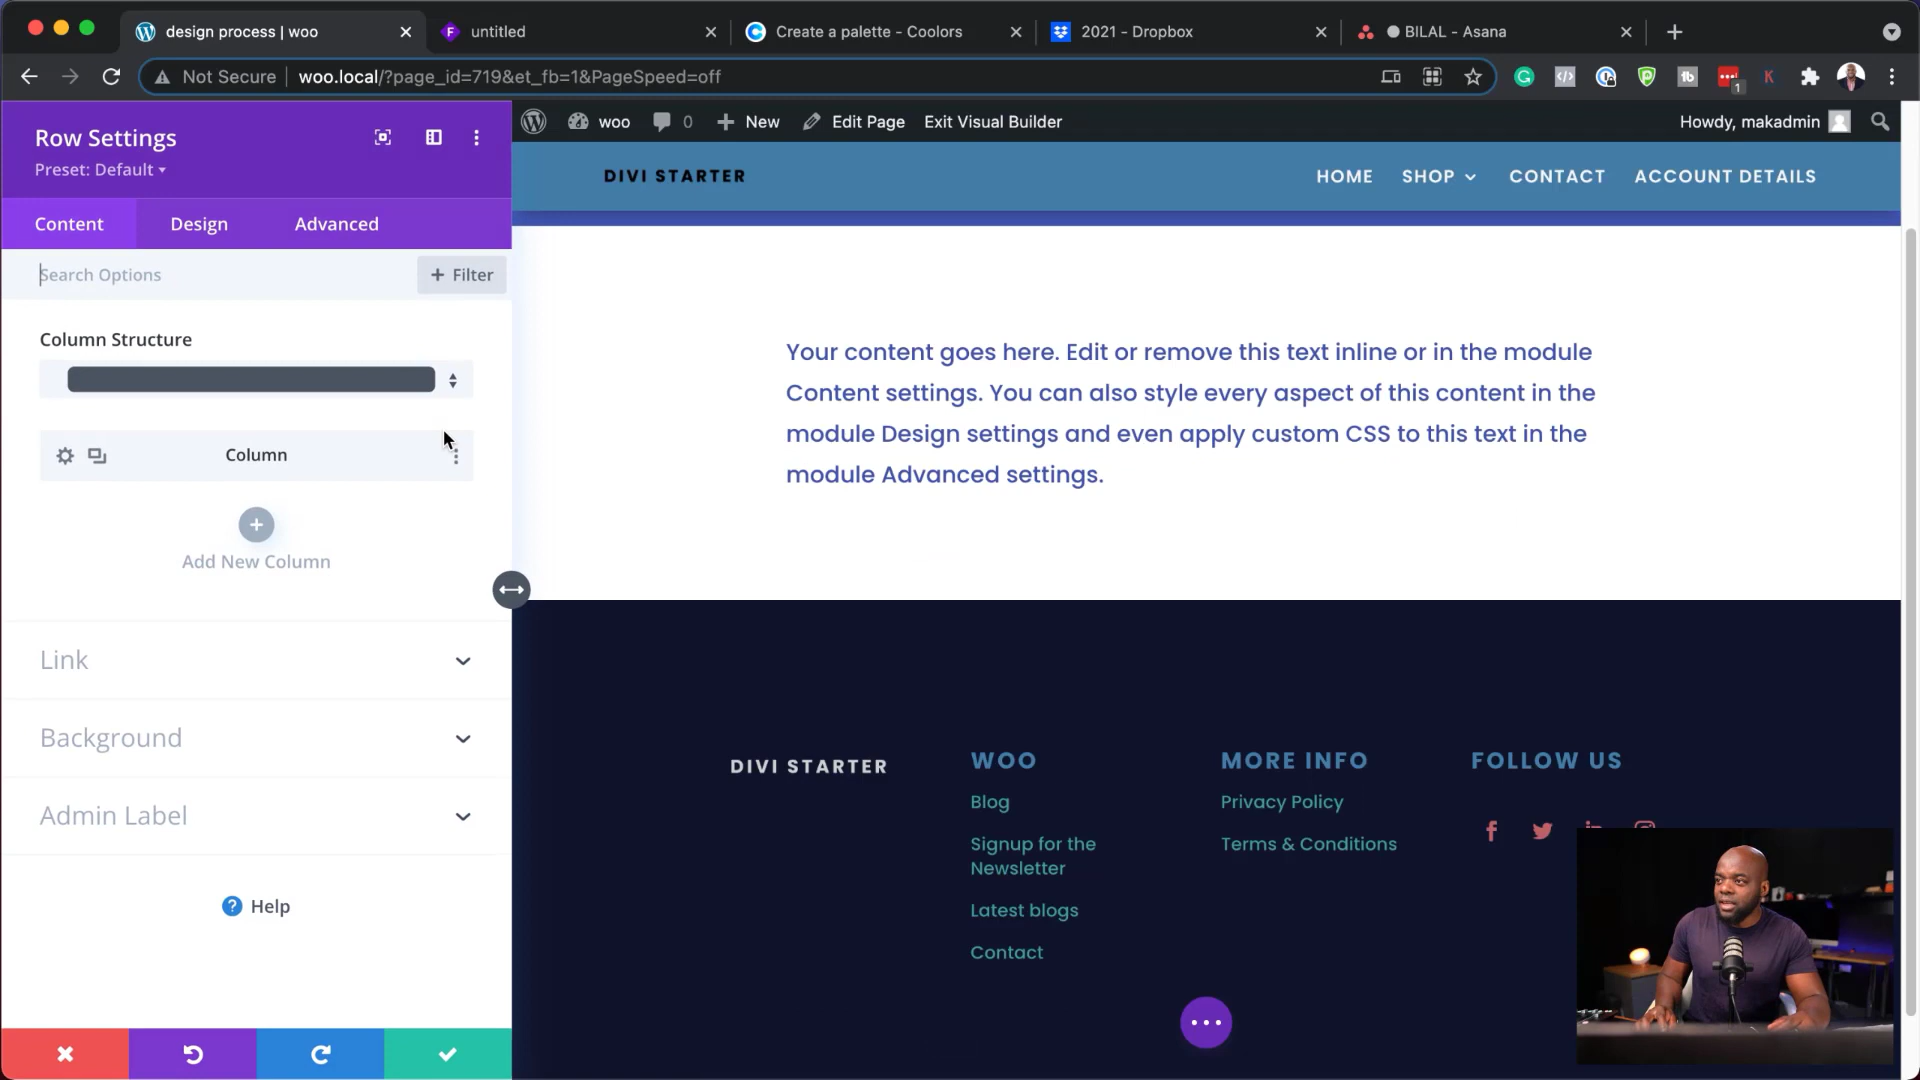 design process | woo
untitled
Create a palette - Coolors
2021 - Dropbox
BILAL - Asana
Not Secure
woo.local/?page_id=719&et_fb=1&PageSpeed=off
1
Row Settings
Preset: Default
Content
Design
Advanced
Search Options
+ Filter
Column Structure
Column
Add New Column
Link
Background
Admin Label
? Help
woo
0
+ New
Edit Page
Exit Visual Builder
Howdy, makadmin
DIVI STARTER
HOME
SHOP
CONTACT
ACCOUNT DETAILS
Your content goes here. Edit or remove this text inline or in the module
Content settings. You can also style every aspect of this content in the
module Design settings and even apply custom CSS to this text in the
module Advanced settings.
DIVI STARTER
WOO
Blog
Signup for the
Newsletter
Latest blogs
Contact
MORE INFO
Privacy Policy
Terms & Conditions
FOLLOW US